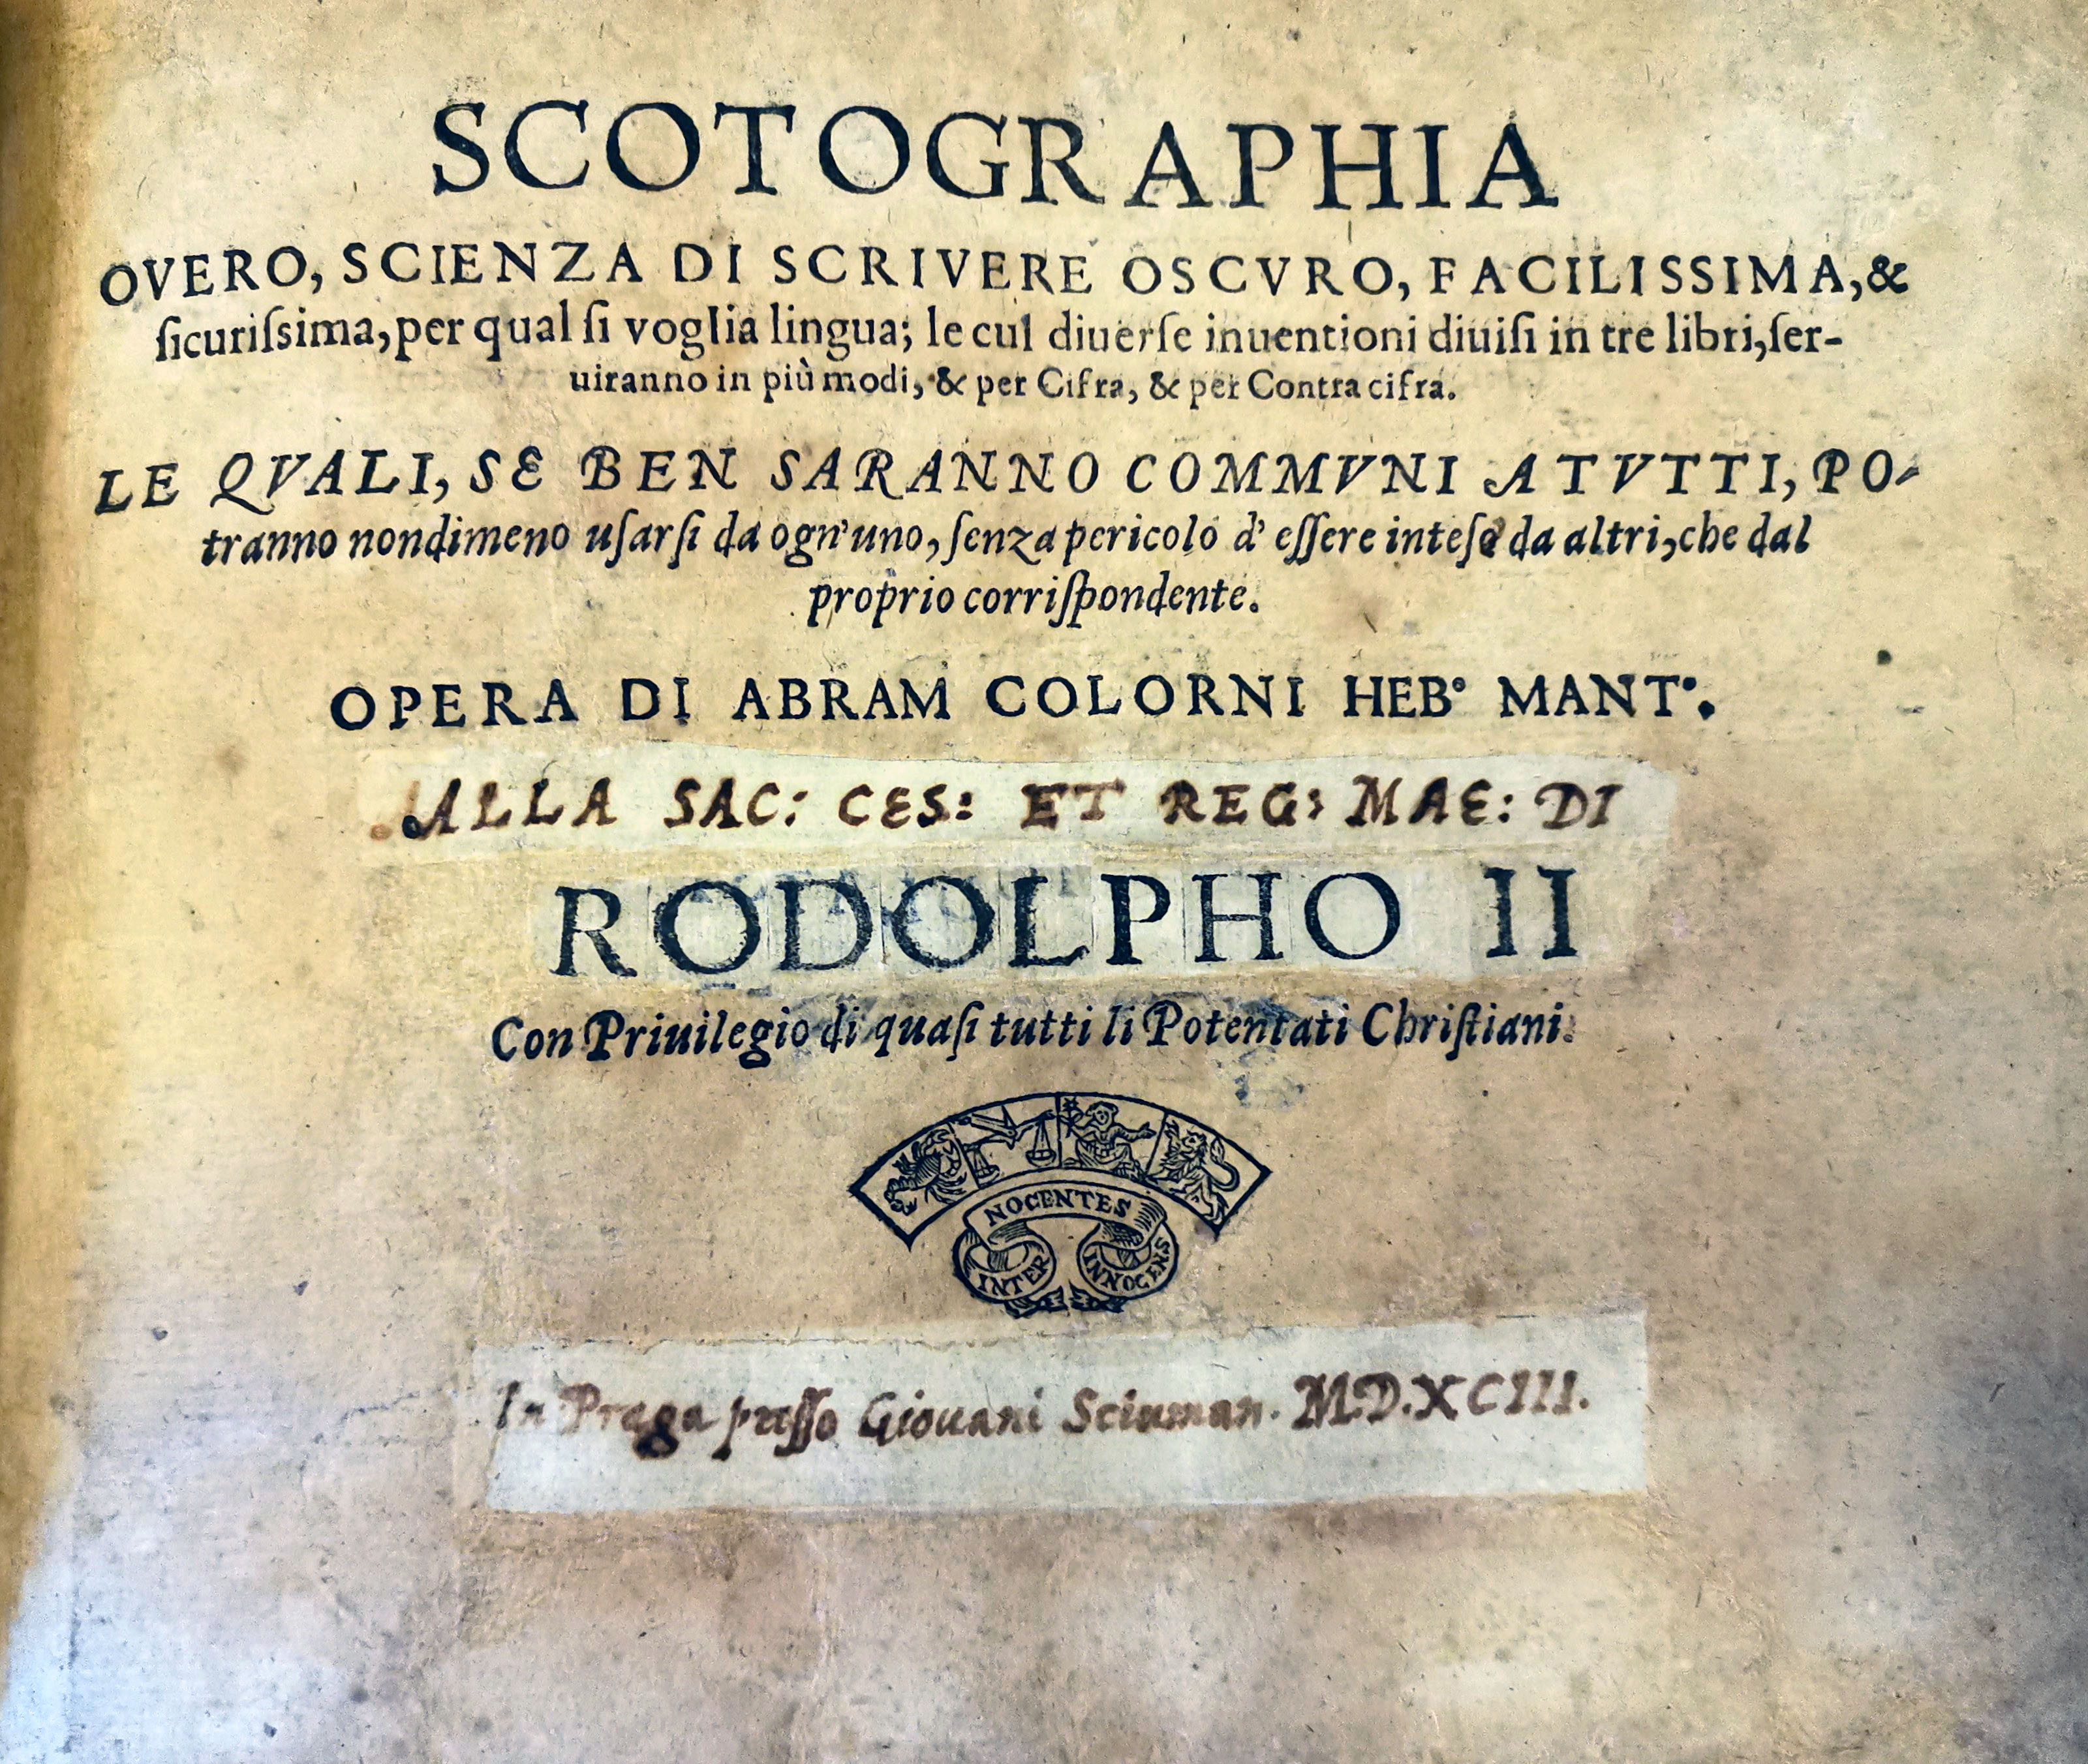 SCOTOGRAPHIA
OVERO, SCIENZA DI SCRIVERE OSCVRO, FACILISSIMA, &
ſicuriſsima, per qual ſi voglia lingua; le cui diuerſe inuentioni diuiſi in tre libri, ſer-
uiranno in più modi, & per Cifra, & per Contra cifra.
LE QVALI, SE BEN SARANNO COMMVNI A TVTTI, PO-
tranno nondimeno uſarſi da ogn'uno, ſenza pericolo d' eſſere inteſe da altri, che dal
proprio corriſpondente.
OPERA DI ABRAM COLORNI HEB° MANT°.
ALLA SAC: CES: ET REG: MAE: DI
RODOLPHO II
Con Priuilegio di quaſi tutti li Potentati Chriſtiani.
NOCENTES
INTER INNOCENS
In Praga preſſo Giouani Sciuman. M.D.XCIII.